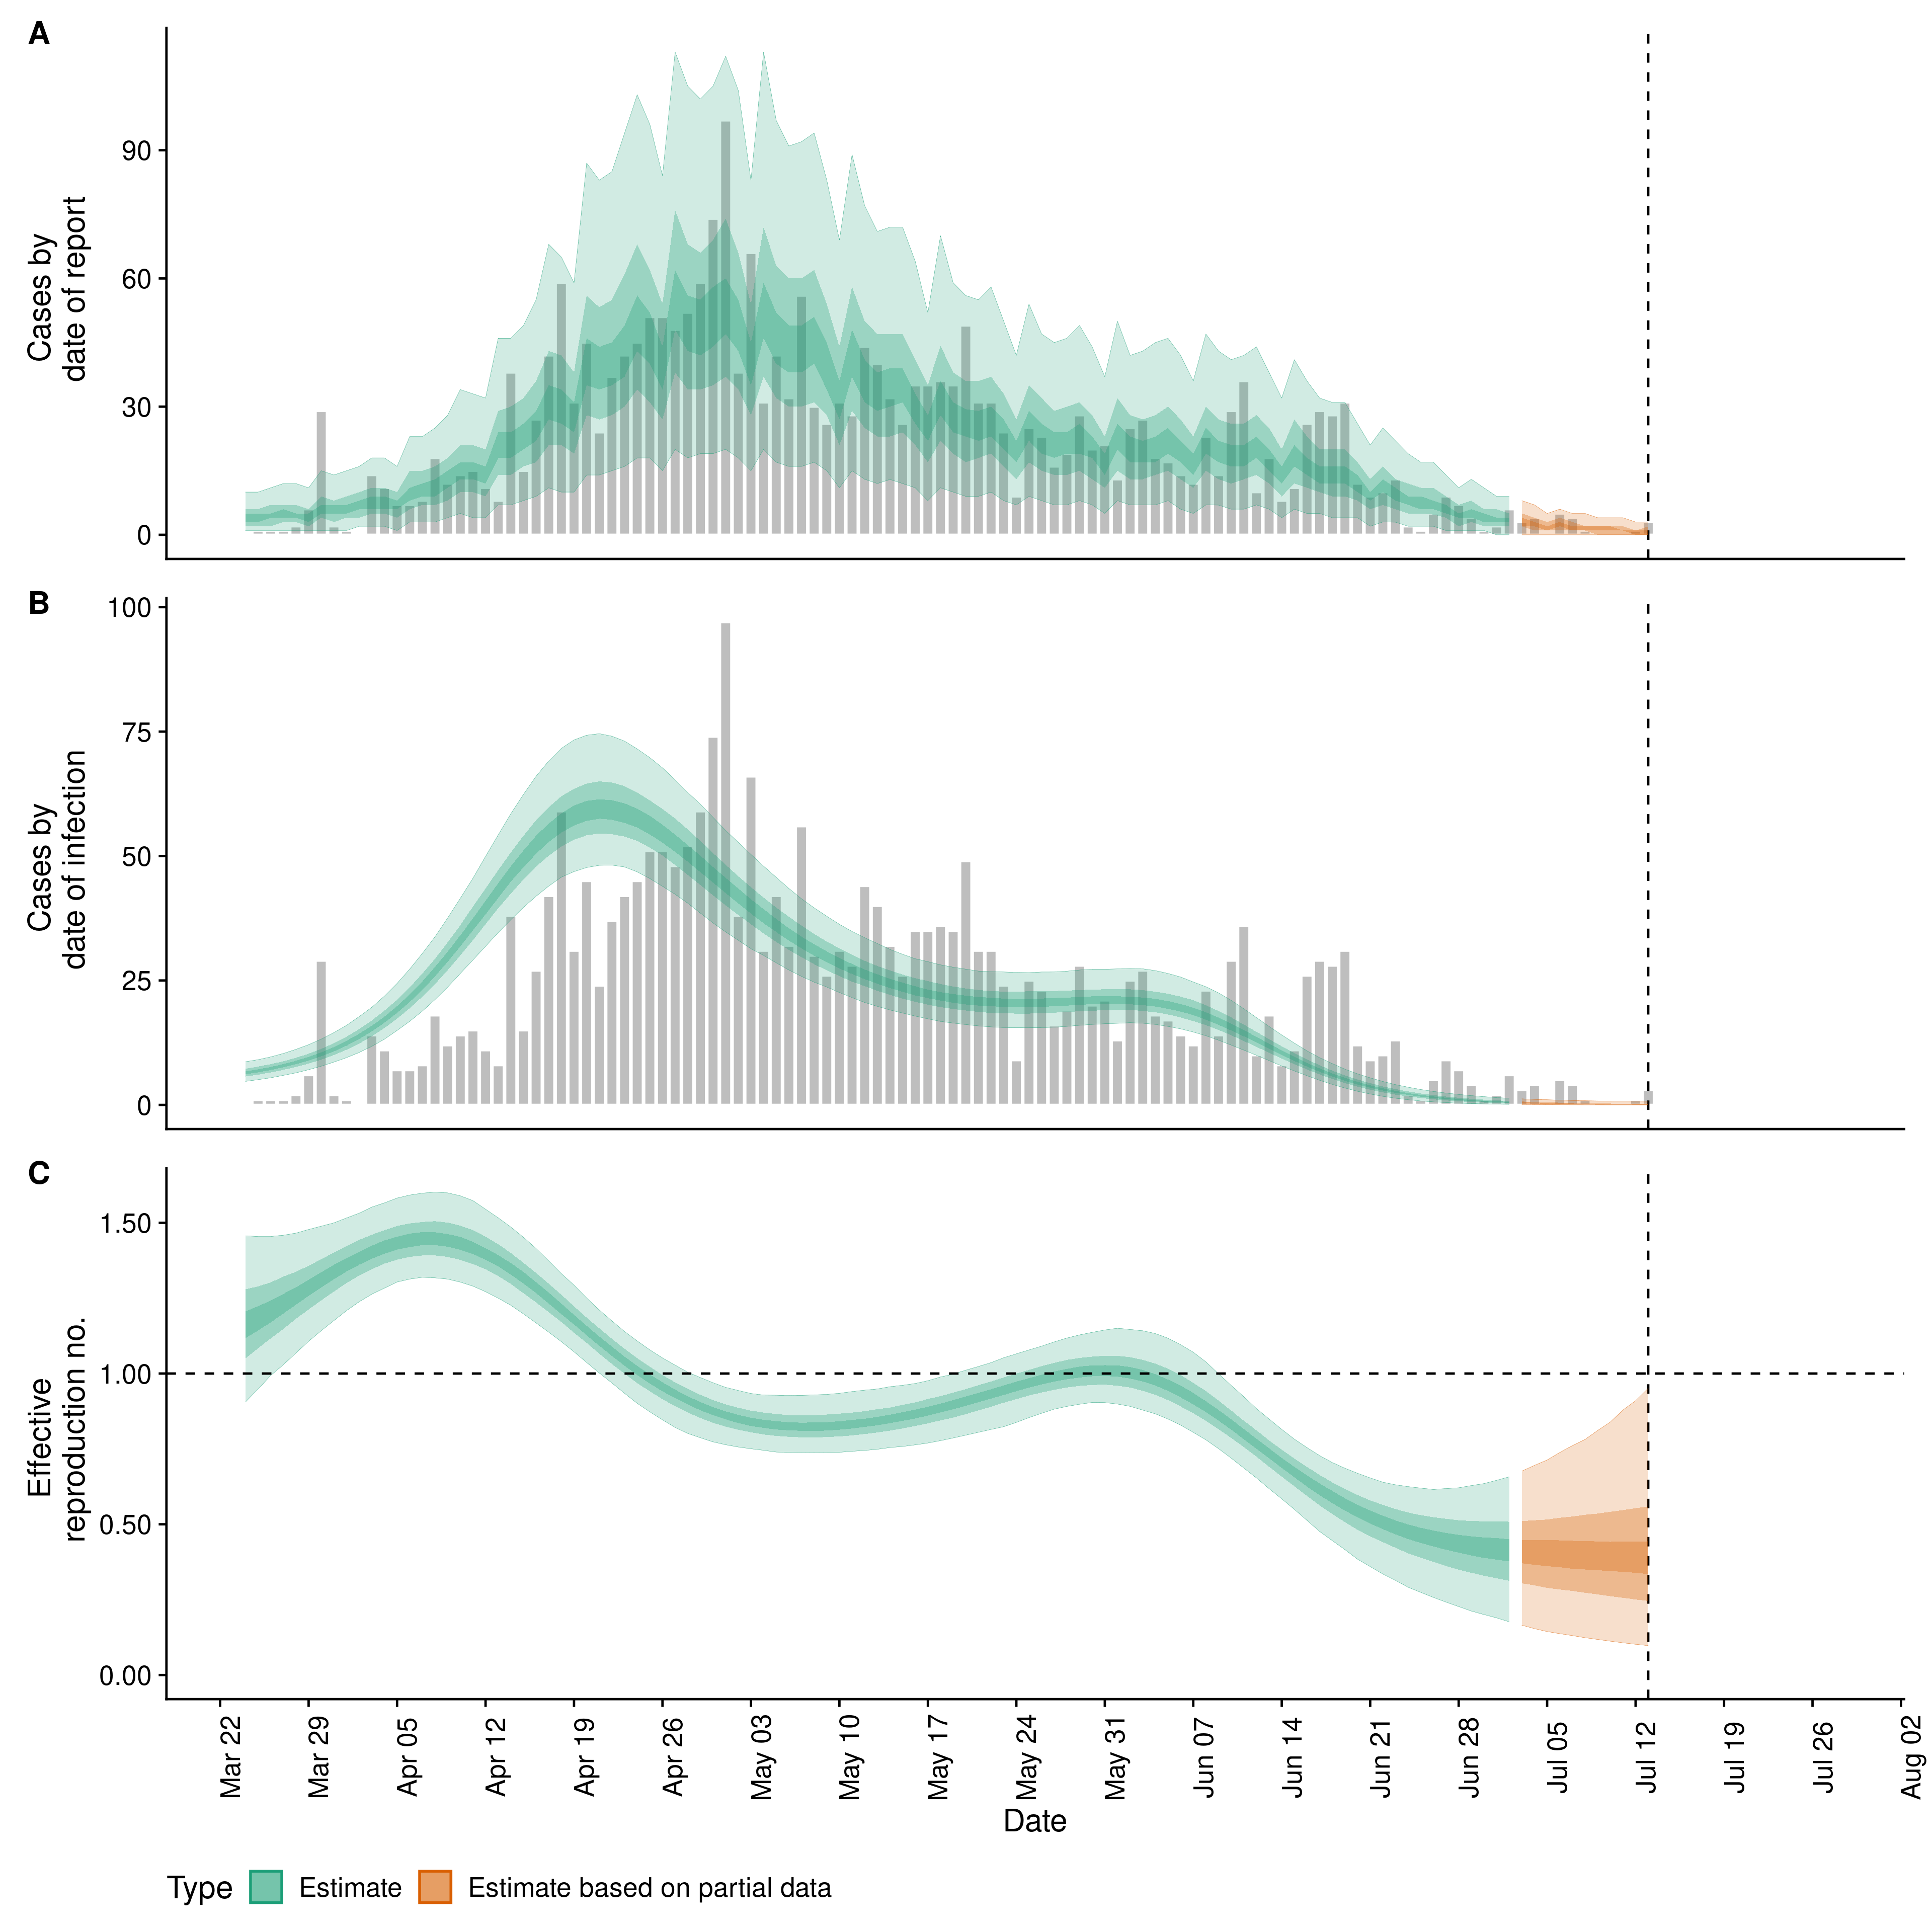 A
Cases by
date of report
90
60
30
0
B
Cases by
date of infection
100
75
50
25
0
C
Effective
reproduction no.
1.50
1.00
0.50
0.00
Mar 22
Mar 29
Apr 05
Apr 12
Apr 19
Apr 26
May 03
May 10
May 17
May 24
May 31
Jun 07
Jun 14
Jun 21
Jun 28
Jul 05
Jul 12
Jul 19
Jul 26
Aug 02
Date
Type Estimate Estimate based on partial data